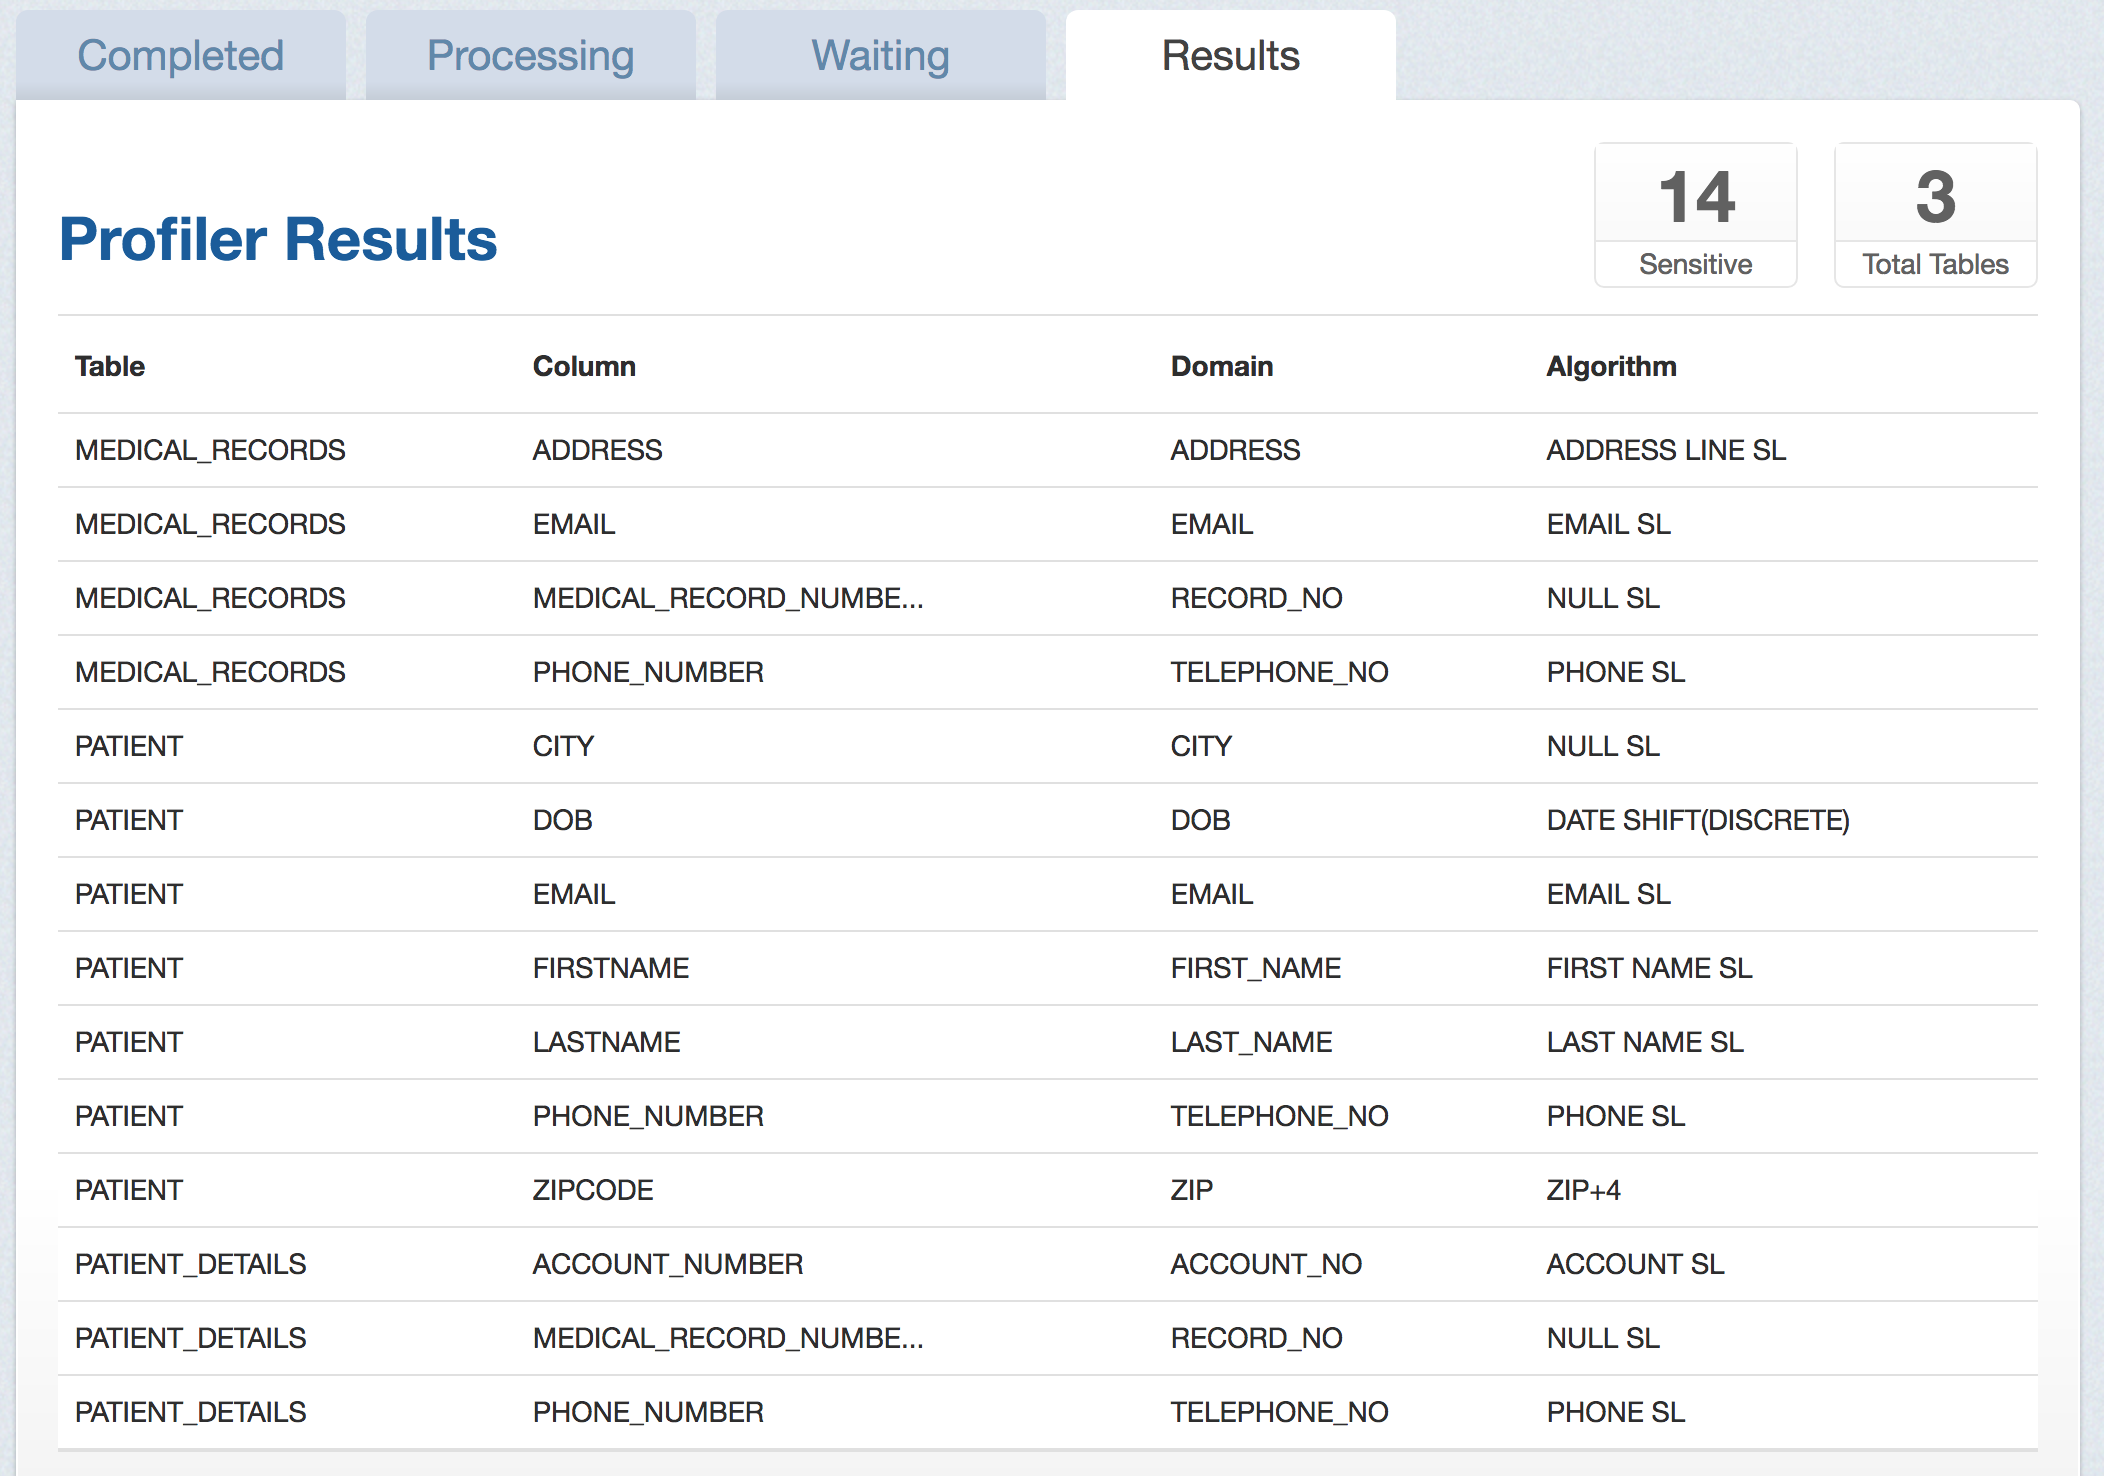 Completed Processing Waiting Results
14 3
Profiler Results
Sensitive Total Tables
Table Column Domain Algorithm
MEDICAL_RECORDS ADDRESS ADDRESS ADDRESS LINE SL
MEDICAL_RECORDS EMAIL EMAIL EMAIL SL
MEDICAL_RECORDS MEDICAL_RECORD_NUMBE... RECORD_NO NULL SL
MEDICAL_RECORDS PHONE_NUMBER TELEPHONE_NO PHONE SL
PATIENT CITY CITY NULL SL
PATIENT DOB DOB DATE SHIFT(DISCRETE)
PATIENT EMAIL EMAIL EMAIL SL
PATIENT FIRSTNAME FIRST_NAME FIRST NAME SL
PATIENT LASTNAME LAST_NAME LAST NAME SL
PATIENT PHONE_NUMBER TELEPHONE_NO PHONE SL
PATIENT ZIPCODE ZIP ZIP+4
PATIENT_DETAILS ACCOUNT_NUMBER ACCOUNT_NO ACCOUNT SL
PATIENT_DETAILS MEDICAL_RECORD_NUMBE... RECORD_NO NULL SL
PATIENT_DETAILS PHONE_NUMBER TELEPHONE_NO PHONE SL